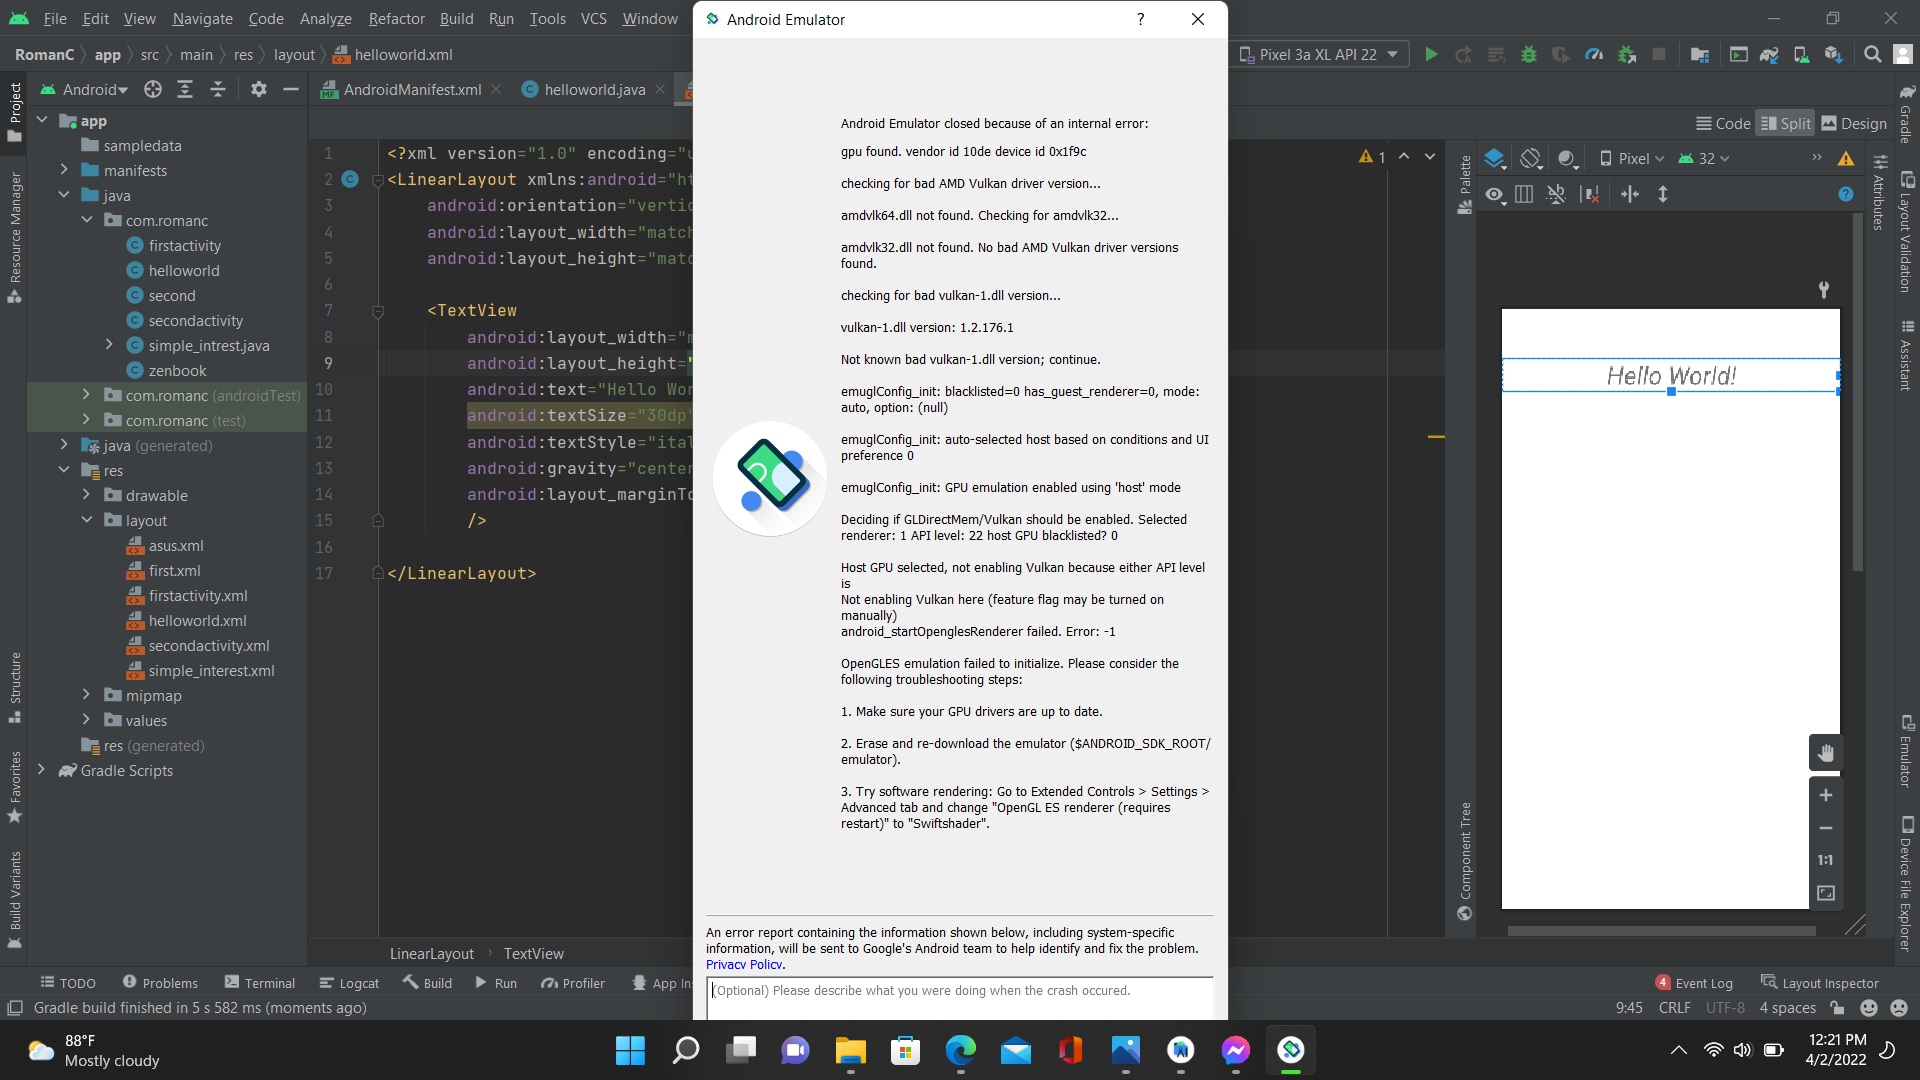 File Edit View Navigate Code Analyze Refactor Build Run Tools VCS Window
Android Emulator
?
RomanC app src main res layout helloworld.xml
Pixel 3a XL API 22
Android
AndroidManifest.xml
helloworld.java
Code Split Design
Project
Resource Manager
Structure
Favorites
Build Variants
app
sampledata
manifests
java
com.romanc
firstactivity
helloworld
second
secondactivity
simple_intrest.java
zenbook
com.romanc (androidTest)
com.romanc (test)
java (generated)
res
drawable
layout
asus.xml
first.xml
firstactivity.xml
helloworld.xml
secondactivity.xml
simple_interest.xml
mipmap
values
res (generated)
Gradle Scripts
1 <?xml version="1.0" encoding="u
2 <LinearLayout xmlns:android="ht
3 android:orientation="vertic
4 android:layout_width="match
5 android:layout_height="matc
6
7 <TextView
8 android:layout_width="m
9 android:layout_height="
10 android:text="Hello Wor
11 android:textSize="30dp"
12 android:textStyle="ital
13 android:gravity="center
14 android:layout_marginTo
15 />
16
17 </LinearLayout>
LinearLayout TextView
Android Emulator closed because of an internal error:
gpu found. vendor id 10de device id 0x1f9c
checking for bad AMD Vulkan driver version...
amdvlk64.dll not found. Checking for amdvlk32...
amdvlk32.dll not found. No bad AMD Vulkan driver versions
found.
checking for bad vulkan-1.dll version...
vulkan-1.dll version: 1.2.176.1
Not known bad vulkan-1.dll version; continue.
emuglConfig_init: blacklisted=0 has_guest_renderer=0, mode:
auto, option: (null)
emuglConfig_init: auto-selected host based on conditions and UI
preference 0
emuglConfig_init: GPU emulation enabled using 'host' mode
Deciding if GLDirectMem/Vulkan should be enabled. Selected
renderer: 1 API level: 22 host GPU blacklisted? 0
Host GPU selected, not enabling Vulkan because either API level
is
Not enabling Vulkan here (feature flag may be turned on
manually)
android_startOpenglesRenderer failed. Error: -1
OpenGLES emulation failed to initialize. Please consider the
following troubleshooting steps:
1. Make sure your GPU drivers are up to date.
2. Erase and re-download the emulator ($ANDROID_SDK_ROOT/
emulator).
3. Try software rendering: Go to Extended Controls > Settings >
Advanced tab and change "OpenGL ES renderer (requires
restart)" to "Swiftshader".
An error report containing the information shown below, including system-specific
information, will be sent to Google's Android team to help identify and fix the problem.
Privacy Policy.
(Optional) Please describe what you were doing when the crash occured.
1
Palette
Component Tree
Pixel 32
Hello World!
1:1
Attributes
Gradle
Layout Validation
Assistant
Emulator
Device File Explorer
TODO Problems Terminal Logcat Build Run Profiler App In
4 Event Log Layout Inspector
Gradle build finished in 5 s 582 ms (moments ago)
9:45 CRLF UTF-8 4 spaces
88°F
Mostly cloudy
12:21 PM
4/2/2022